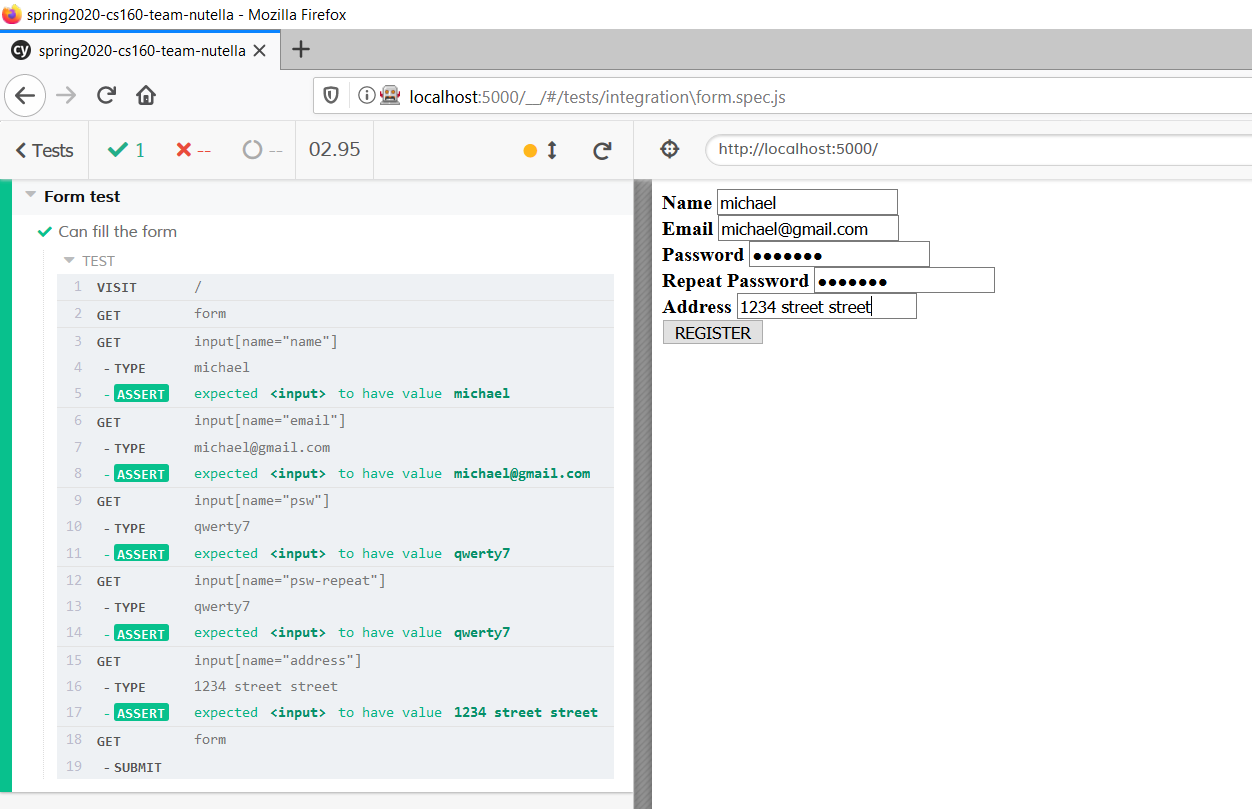 spring2020-cs160-team-nutella - Mozilla Firefox
cy spring2020-cs160-team-nutella
localhost:5000/__/#/tests/integration\form.spec.js
Tests 1 -- -- 02.95 http://localhost:5000/
Form test
Can fill the form
TEST
1 VISIT /
2 GET form
3 GET input[name="name"]
4 - TYPE michael
5 - ASSERT expected <input> to have value michael
6 GET input[name="email"]
7 - TYPE michael@gmail.com
8 - ASSERT expected <input> to have value michael@gmail.com
9 GET input[name="psw"]
10 - TYPE qwerty7
11 - ASSERT expected <input> to have value qwerty7
12 GET input[name="psw-repeat"]
13 - TYPE qwerty7
14 - ASSERT expected <input> to have value qwerty7
15 GET input[name="address"]
16 - TYPE 1234 street street
17 - ASSERT expected <input> to have value 1234 street street
18 GET form
19 - SUBMIT
Name michael
Email michael@gmail.com
Password ●●●●●●●
Repeat Password ●●●●●●●
Address 1234 street street
REGISTER